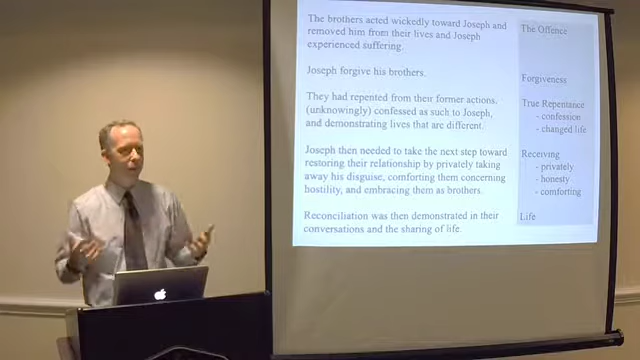 The brothers acted wickedly toward Joseph and
removed him from their lives and Joseph
experienced suffering.
The Offence
Joseph forgive his brothers.
Forgiveness
They had repented from their former actions.
(unknowingly) confessed as such to Joseph,
and demonstrating lives that are different.
True Repentance
- confession
- changed life
Joseph then needed to take the next step toward
restoring their relationship by privately taking
away his disguise, comforting them concerning
hostility, and embracing them as brothers.
Receiving
- privately
- honesty
- comforting
Reconciliation was then demonstrated in their
conversations and the sharing of life.
Life